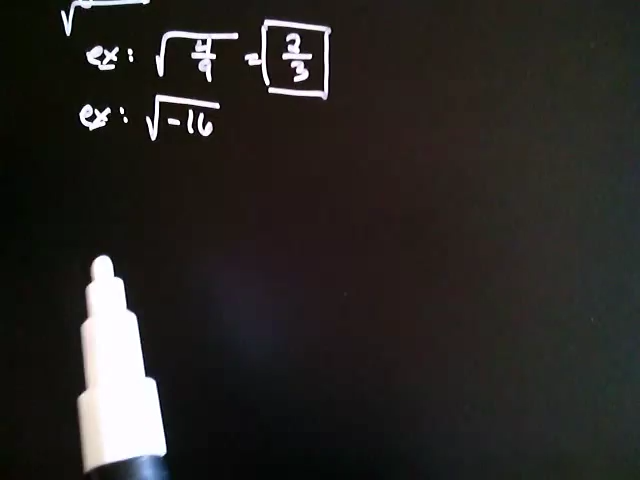 ex: √(4/9) = 2/3
ex: √-16